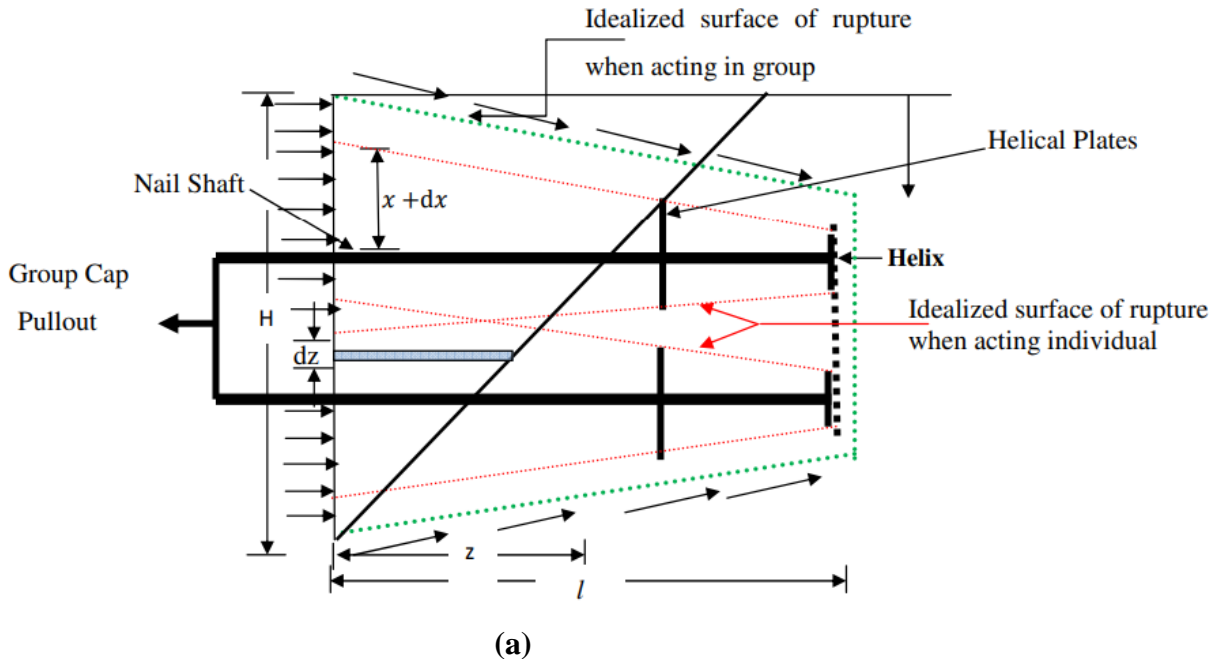 Idealized surface of rupture
when acting in group
Helical Plates
Nail Shaft
x +dx
Group Cap
Pullout
H
Helix
Idealized surface of rupture
when acting individual
dz
z
l
(a)